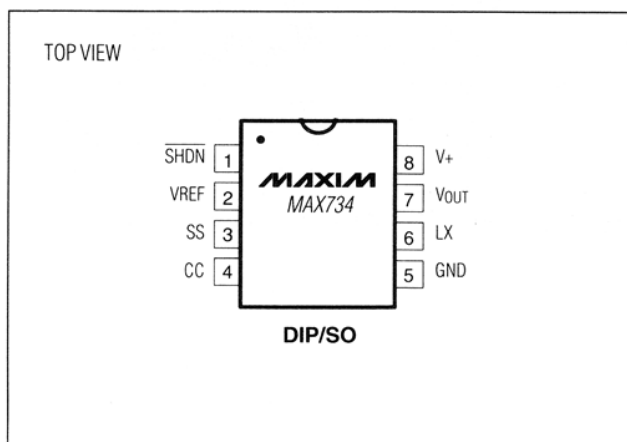 TOP VIEW
SHDN 1
VREF 2
SS 3
CC 4
MAXIM
MAX734
8 V+
7 VOUT
6 LX
5 GND
DIP/SO